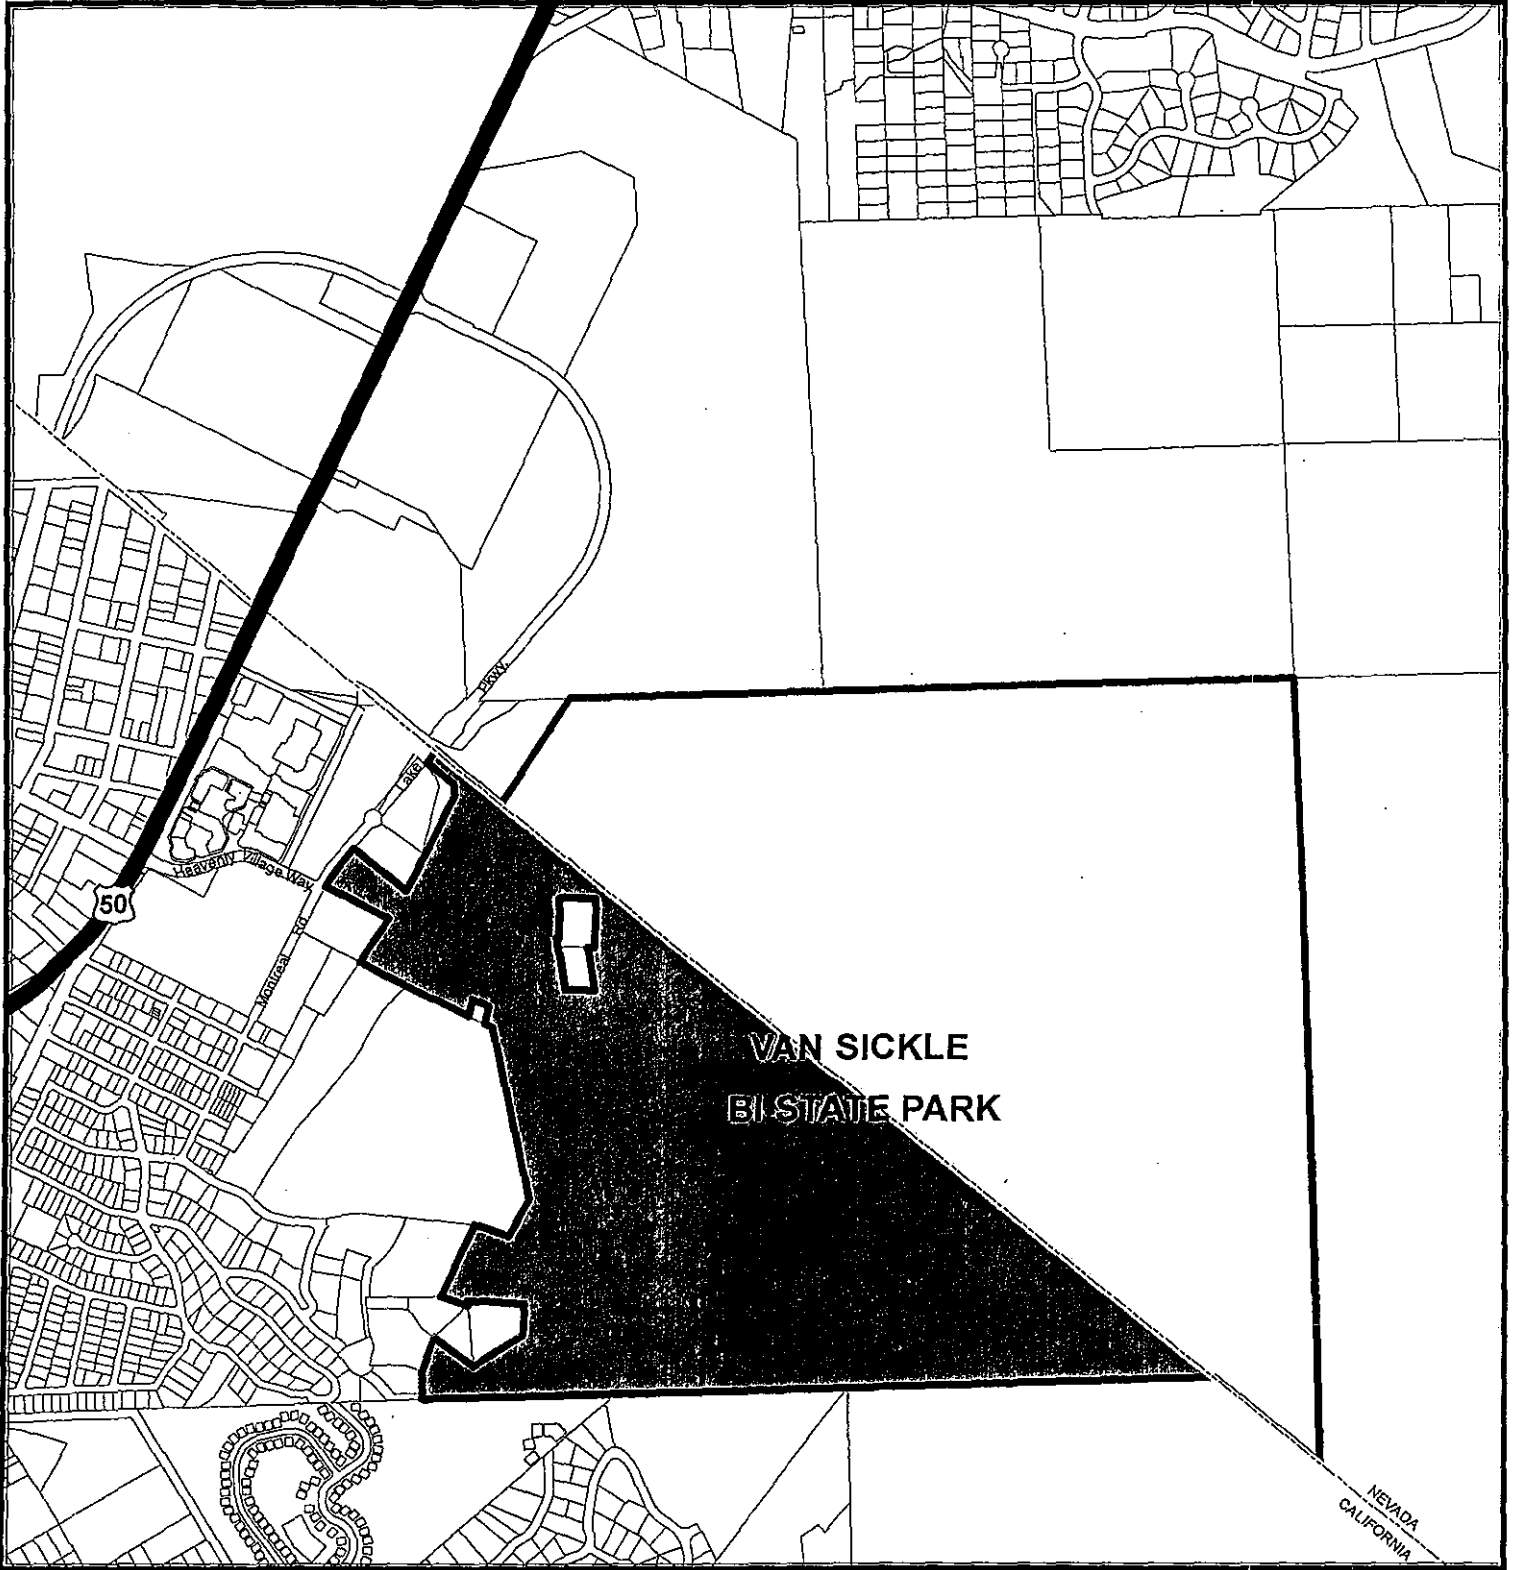 Pkwy.
Lake
Heavenly Village Way
50
Montreal Rd
VAN SICKLE
BI STATE PARK
NEVADA
CALIFORNIA